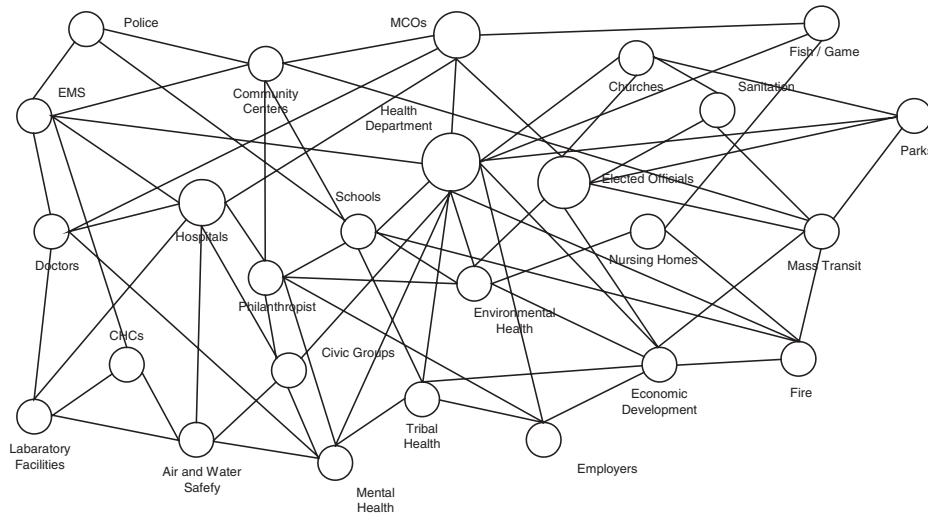 Police
MCOs
Fish / Game
EMS
Community
Centers
Health
Department
Churches
Sanitation
Parks
Elected Officials
Schools
Doctors
Hospitals
Nursing Homes
Mass Transit
Philanthropist
Environmental
Health
CHCs
Civic Groups
Economic
Development
Fire
Labaratory
Facilities
Air and Water
Safefy
Tribal
Health
Employers
Mental
Health